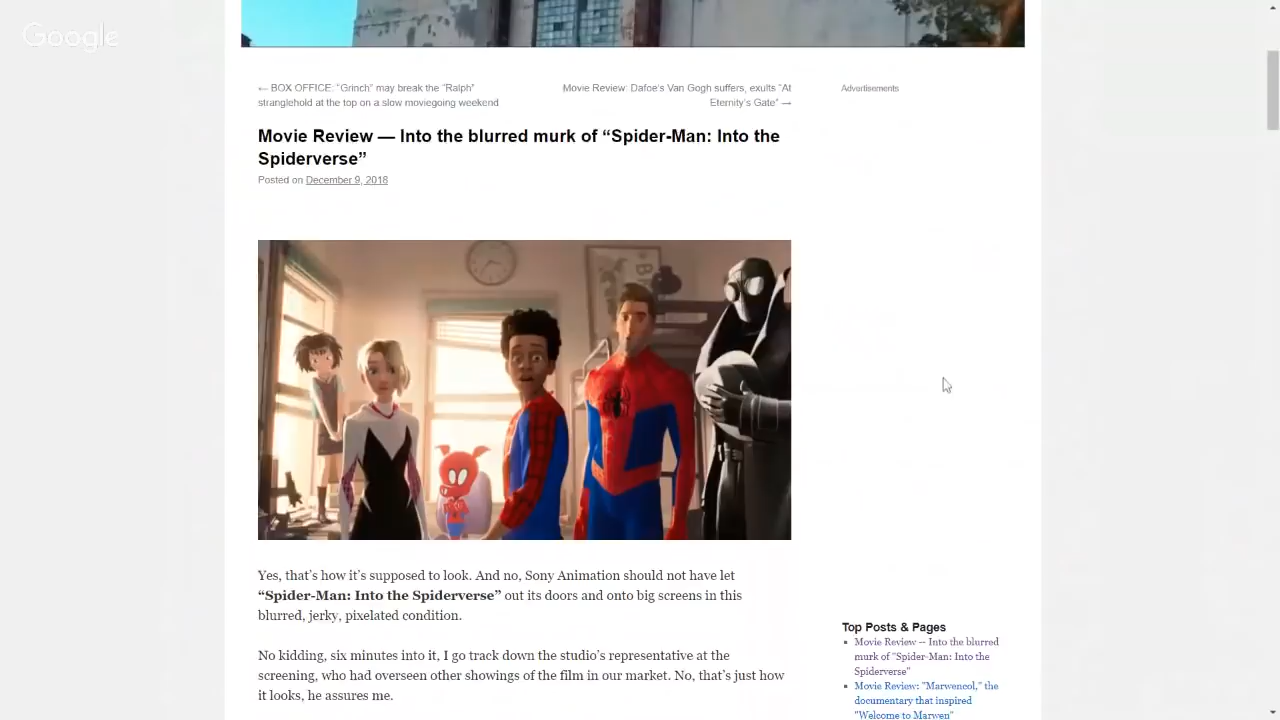 Google
← BOX OFFICE: “Grinch” may break the “Ralph”
stranglehold at the top on a slow moviegoing weekend
Movie Review: Dafoe’s Van Gogh suffers, exults “At
Eternity’s Gate” →
Advertisements
Movie Review — Into the blurred murk of “Spider-Man: Into the
Spiderverse”
Posted on December 9, 2018
Yes, that’s how it’s supposed to look. And no, Sony Animation should not have let
“Spider-Man: Into the Spiderverse” out its doors and onto big screens in this
blurred, jerky, pixelated condition.
No kidding, six minutes into it, I go track down the studio’s representative at the
screening, who had overseen other showings of the film in our market. No, that’s just how
it looks, he assures me.
Top Posts & Pages
Movie Review -- Into the blurred
murk of "Spider-Man: Into the
Spiderverse"
Movie Review: "Marwencol," the
documentary that inspired
"Welcome to Marwen"